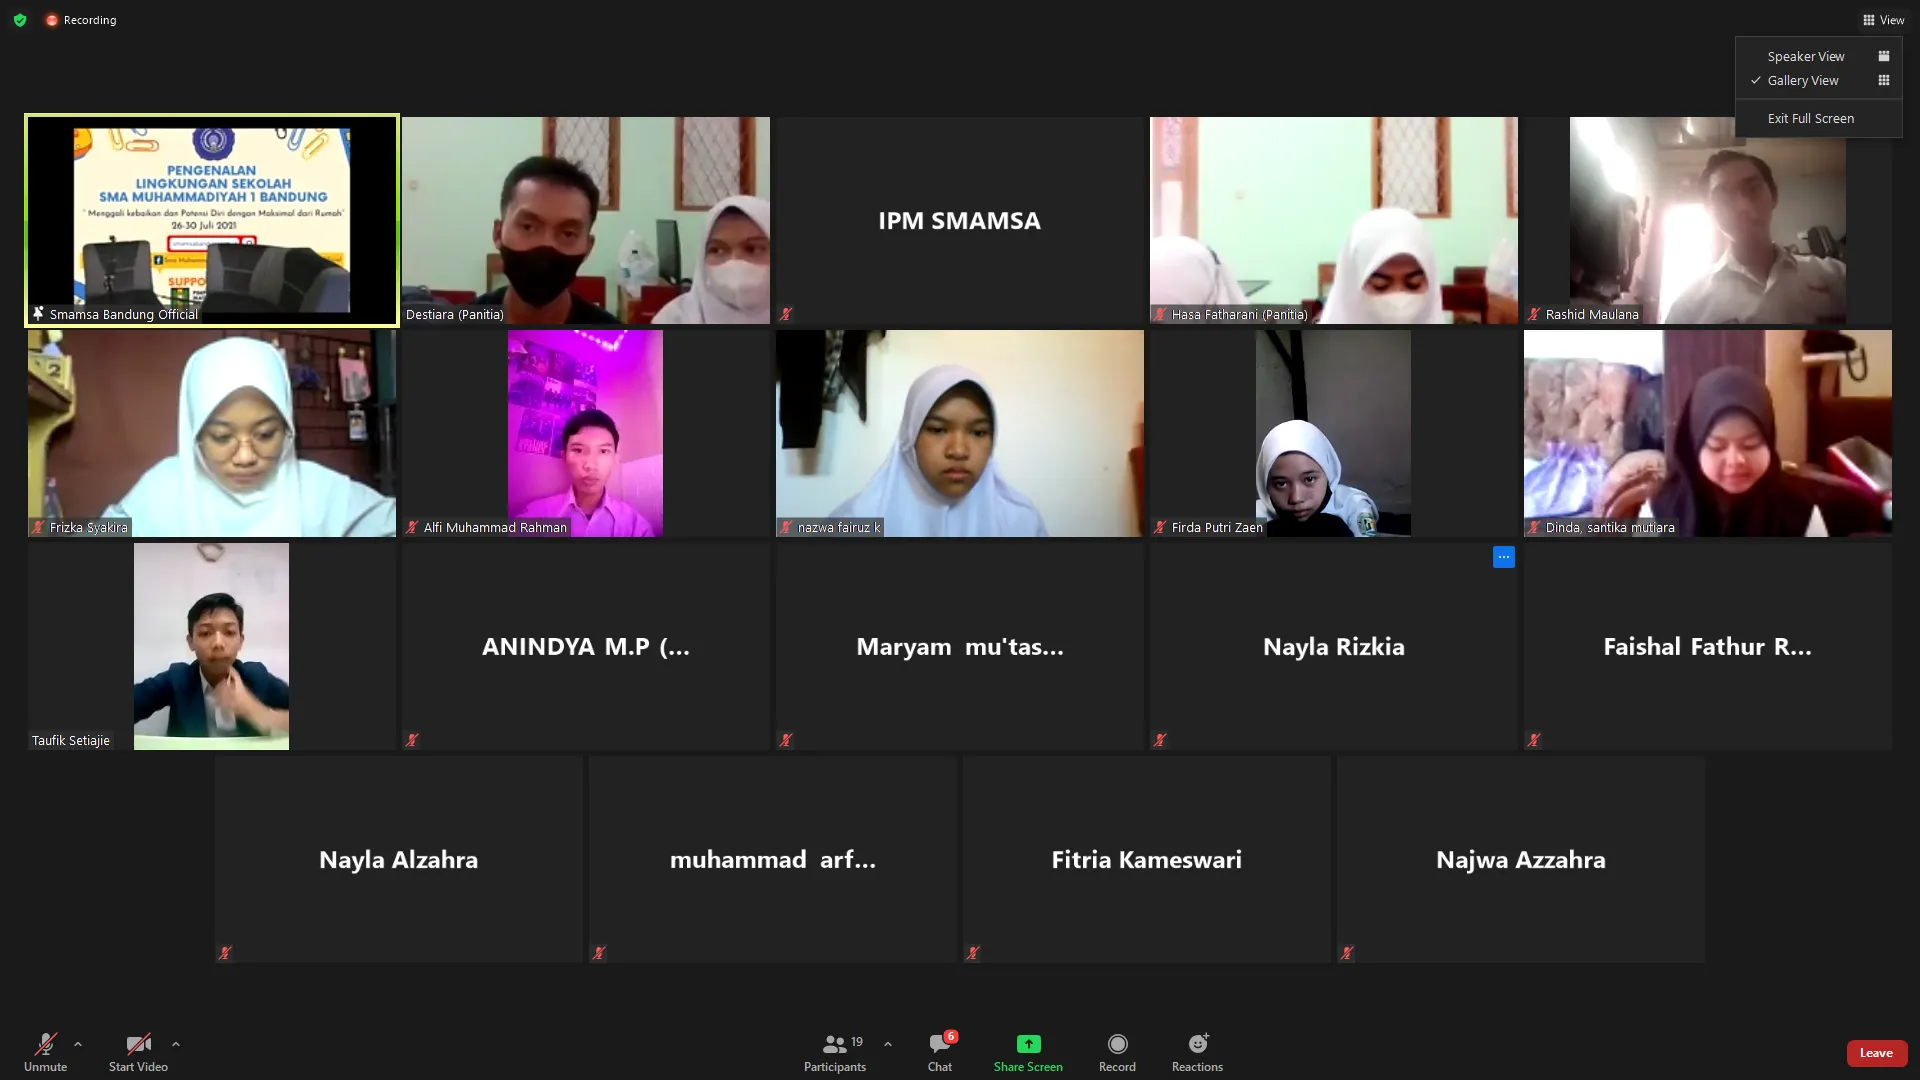 Recording
View
Speaker View
Gallery View
Exit Full Screen
PENGENALAN
LINGKUNGAN SEKOLAH
SMA MUHAMMADIYAH 1 BANDUNG
" Menggali kebaikan dan Potensi Diri dengan Maksimal dari Rumah"
26-30 Juli 2021
SUPPO
Smamsa Bandung Official
Destiara (Panitia)
IPM SMAMSA
Hasa Fatharani (Panitia)
Rashid Maulana
Frizka Syakira
Alfi Muhammad Rahman
nazwa fairuz k
Firda Putri Zaen
Dinda, santika mutiara
Taufik Setiajie
ANINDYA M.P (...
Maryam mu'tas...
Nayla Rizkia
Faishal Fathur R...
Nayla Alzahra
muhammad arf...
Fitria Kameswari
Najwa Azzahra
Unmute
Start Video
19
Participants
6
Chat
Share Screen
Record
Reactions
Leave